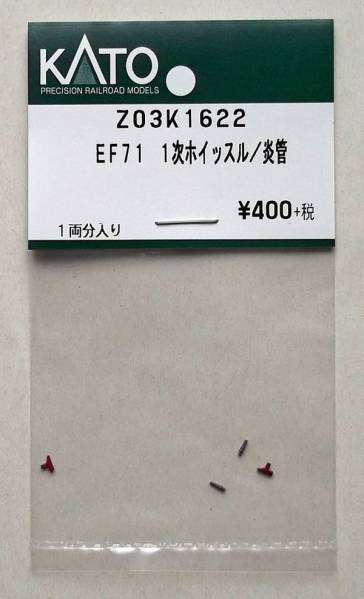 KATO
PRECISION RAILROAD MODELS
Z03K1622
EF71 1次ホイッスル/炎管
¥400+税
1両分入り